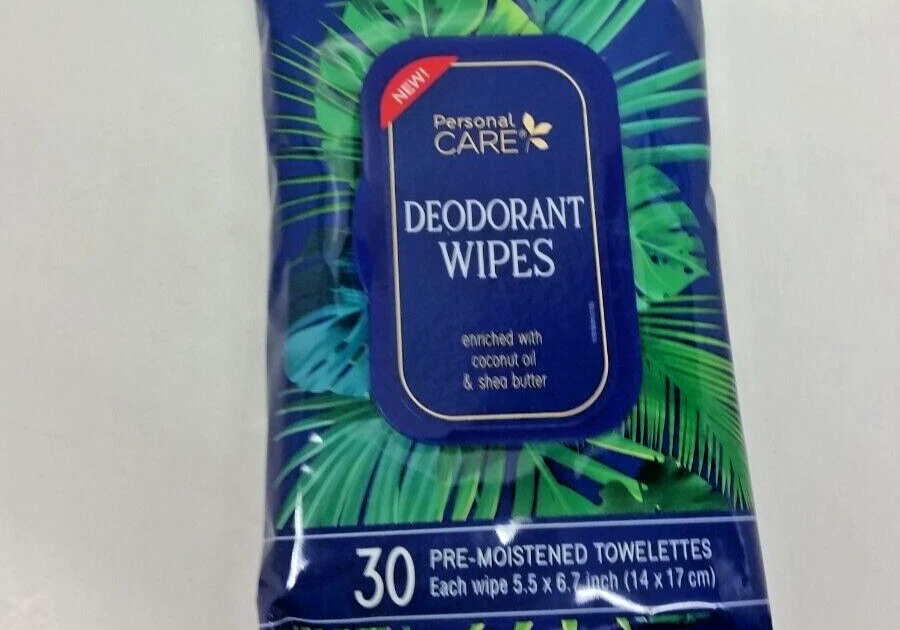 NEW!
Personal
CARE®
DEODORANT
WIPES
enriched with
coconut oil
& shea butter
30 PRE-MOISTENED TOWELETTES
Each wipe 5.5 x 6.7 inch (14 x 17 cm)